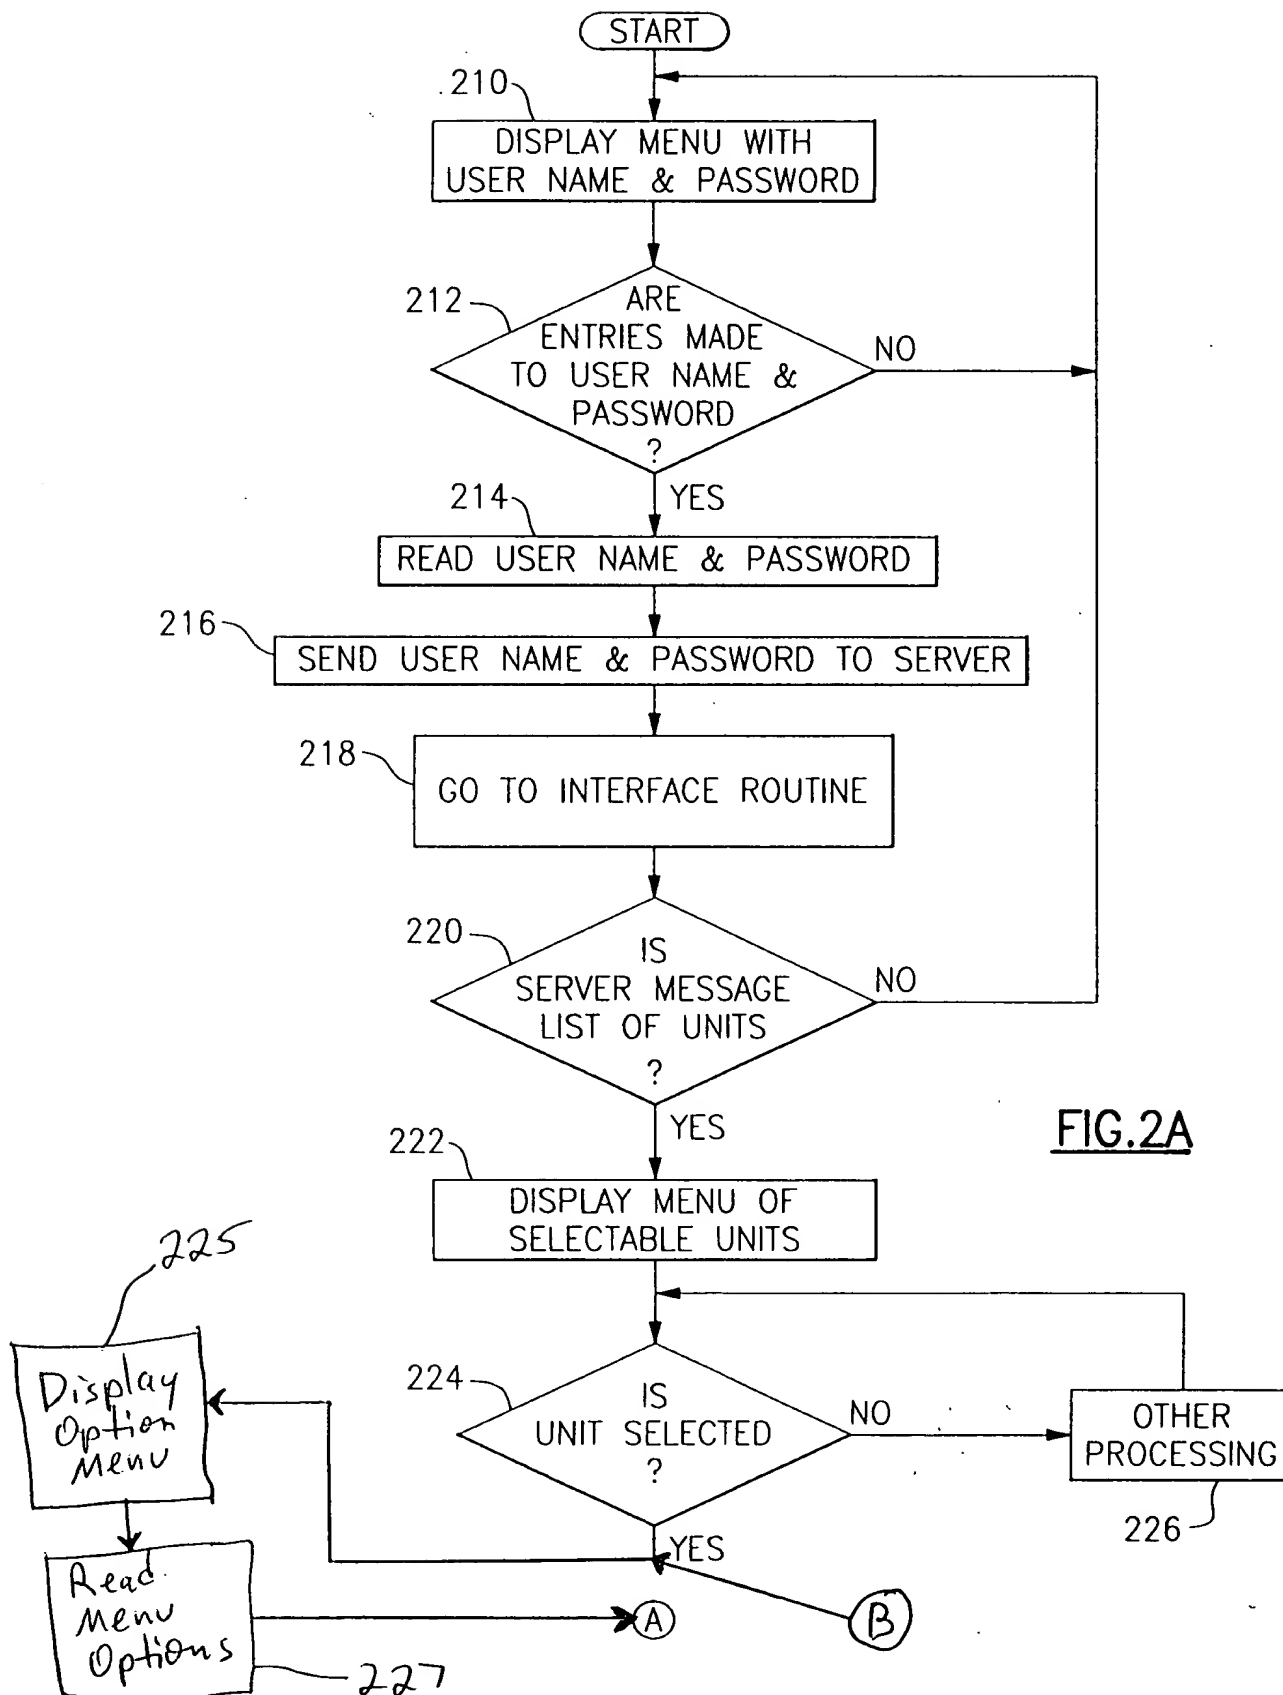 START
210
DISPLAY MENU WITH
USER NAME & PASSWORD
212
ARE
ENTRIES MADE
TO USER NAME &
PASSWORD
?
NO
YES
214
READ USER NAME & PASSWORD
216
SEND USER NAME & PASSWORD TO SERVER
218
GO TO INTERFACE ROUTINE
220
IS
SERVER MESSAGE
LIST OF UNITS
?
NO
YES
FIG.2A
222
DISPLAY MENU OF
SELECTABLE UNITS
225
Display
Option
Menu
224
IS
UNIT SELECTED
?
NO
OTHER
PROCESSING
226
YES
Read
Menu
Options
A
B
227